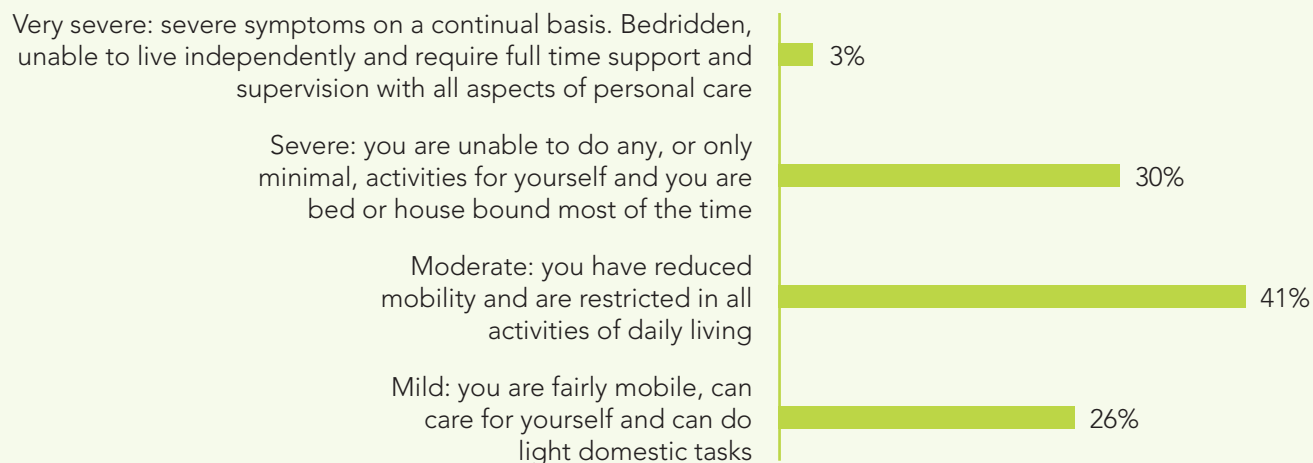 Very severe: severe symptoms on a continual basis. Bedridden,
unable to live independently and require full time support and
supervision with all aspects of personal care
3%
Severe: you are unable to do any, or only
minimal, activities for yourself and you are
bed or house bound most of the time
30%
Moderate: you have reduced
mobility and are restricted in all
activities of daily living
41%
Mild: you are fairly mobile, can
care for yourself and can do
light domestic tasks
26%